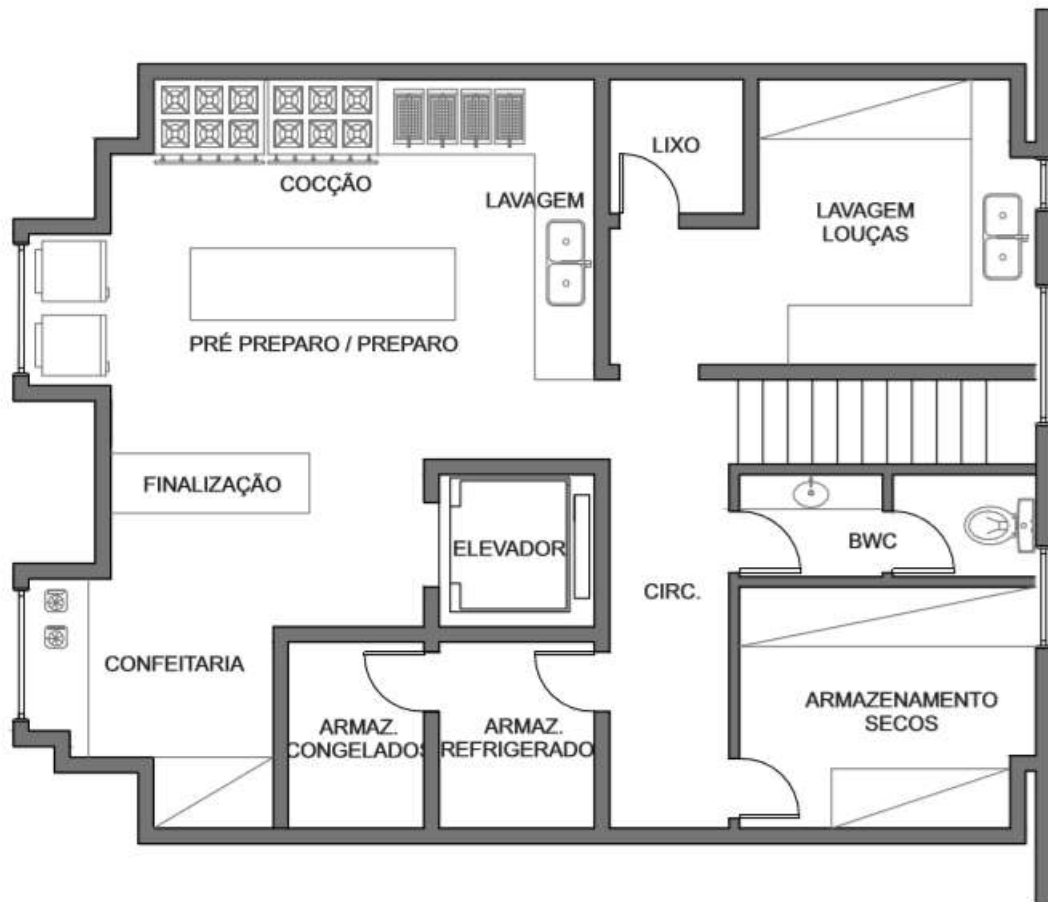 LIXO
COCÇÃO
LAVAGEM
LAVAGEM
LOUÇAS
PRÉ PREPARO / PREPARO
FINALIZAÇÃO
ELEVADOR
BWC
CIRC.
CONFEITARIA
ARMAZENAMENTO
SECOS
ARMAZ.
CONGELADOS
ARMAZ.
REFRIGERADO